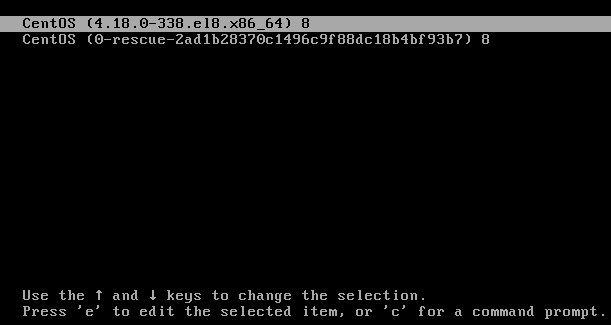 CentOS (4.18.0-338.el8.x86_64) 8
CentOS (0-rescue-2ad1b28370c1496c9f88dc18b4bf93b7) 8
Use the ↑ and ↓ keys to change the selection.
Press 'e' to edit the selected item, or 'c' for a command prompt.